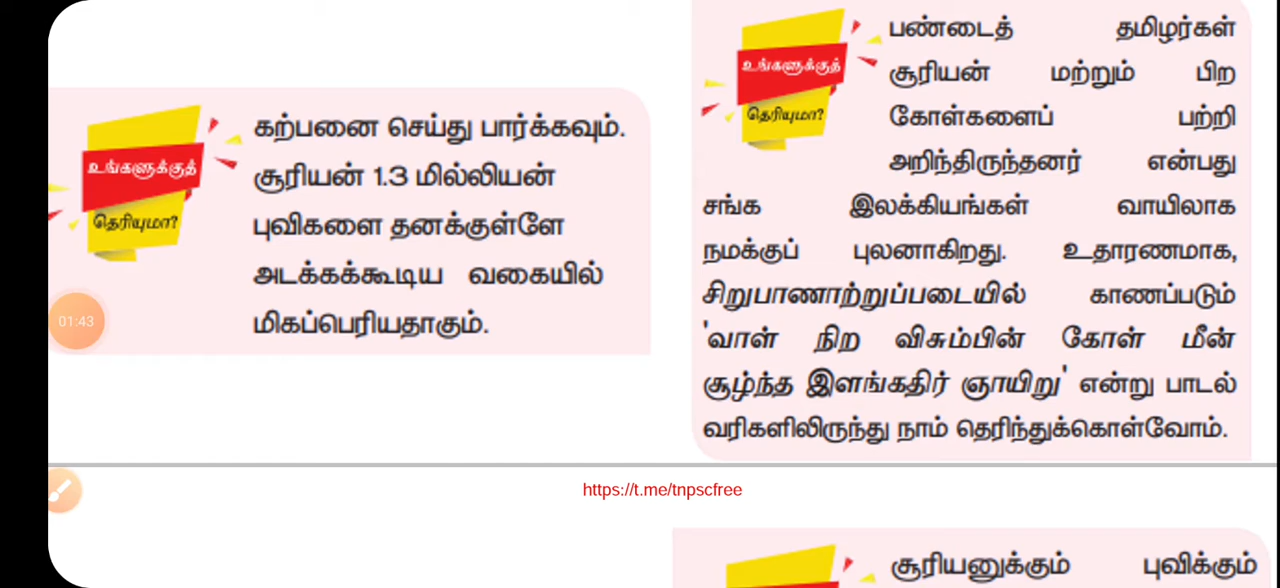 உங்களுக்குத்
தெரியுமா?
கற்பனை செய்து பார்க்கவும்.
சூரியன் 1.3 மில்லியன்
புவிகளை தனக்குள்ளே
அடக்கக்கூடிய வகையில்
மிகப்பெரியதாகும்.
01:43
உங்களுக்குத்
தெரியுமா?
பண்டைத் தமிழர்கள்
சூரியன் மற்றும் பிற
கோள்களைப் பற்றி
அறிந்திருந்தனர் என்பது
சங்க இலக்கியங்கள் வாயிலாக
நமக்குப் புலனாகிறது. உதாரணமாக,
சிறுபாணாற்றுப்படையில் காணப்படும்
'வாள் நிற விசும்பின் கோள் மீன்
சூழ்ந்த இளங்கதிர் ஞாயிறு' என்று பாடல்
வரிகளிலிருந்து நாம் தெரிந்துக்கொள்வோம்.
https://t.me/tnpscfree
சூரியனுக்கும் புவிக்கும்